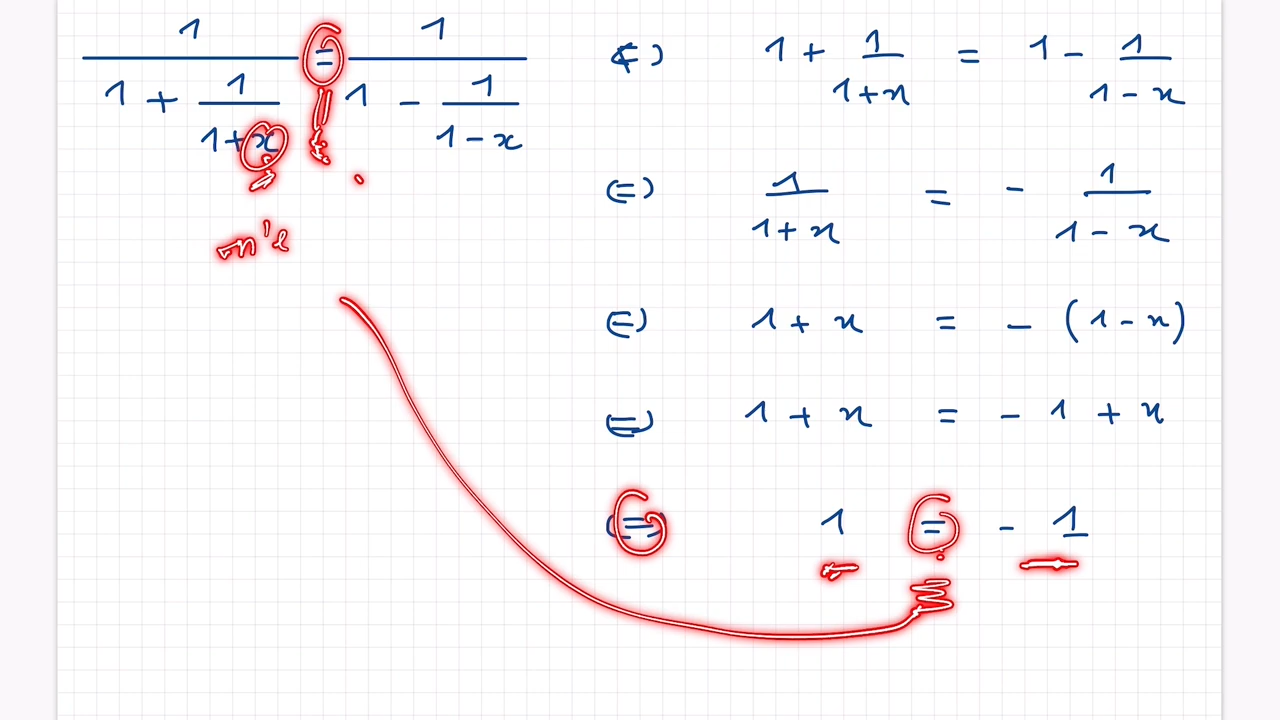 1/(1 + 1/(1+x)) = 1/(1 - 1/(1-x)) (=) 1 + 1/(1+x) = 1 - 1/(1-x)
(=) 1/(1+x) = - 1/(1-x)
(=) 1 + x = - (1-x)
(=) 1 + x = - 1 + x
(=) 1 = - 1